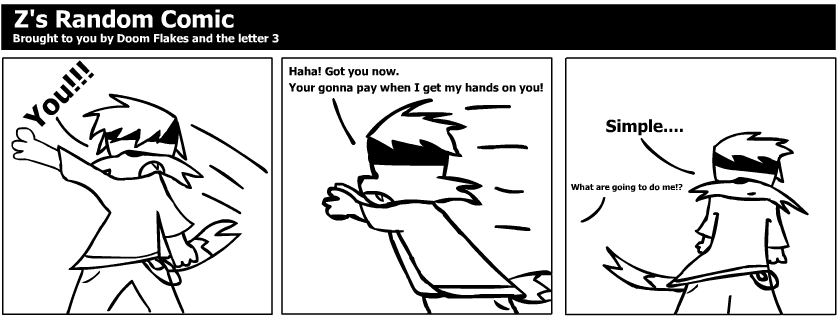 Z's Random Comic
Brought to you by Doom Flakes and the letter 3
You!!!
Haha! Got you now.
Your gonna pay when I get my hands on you!
Simple....
What are going to do me!?